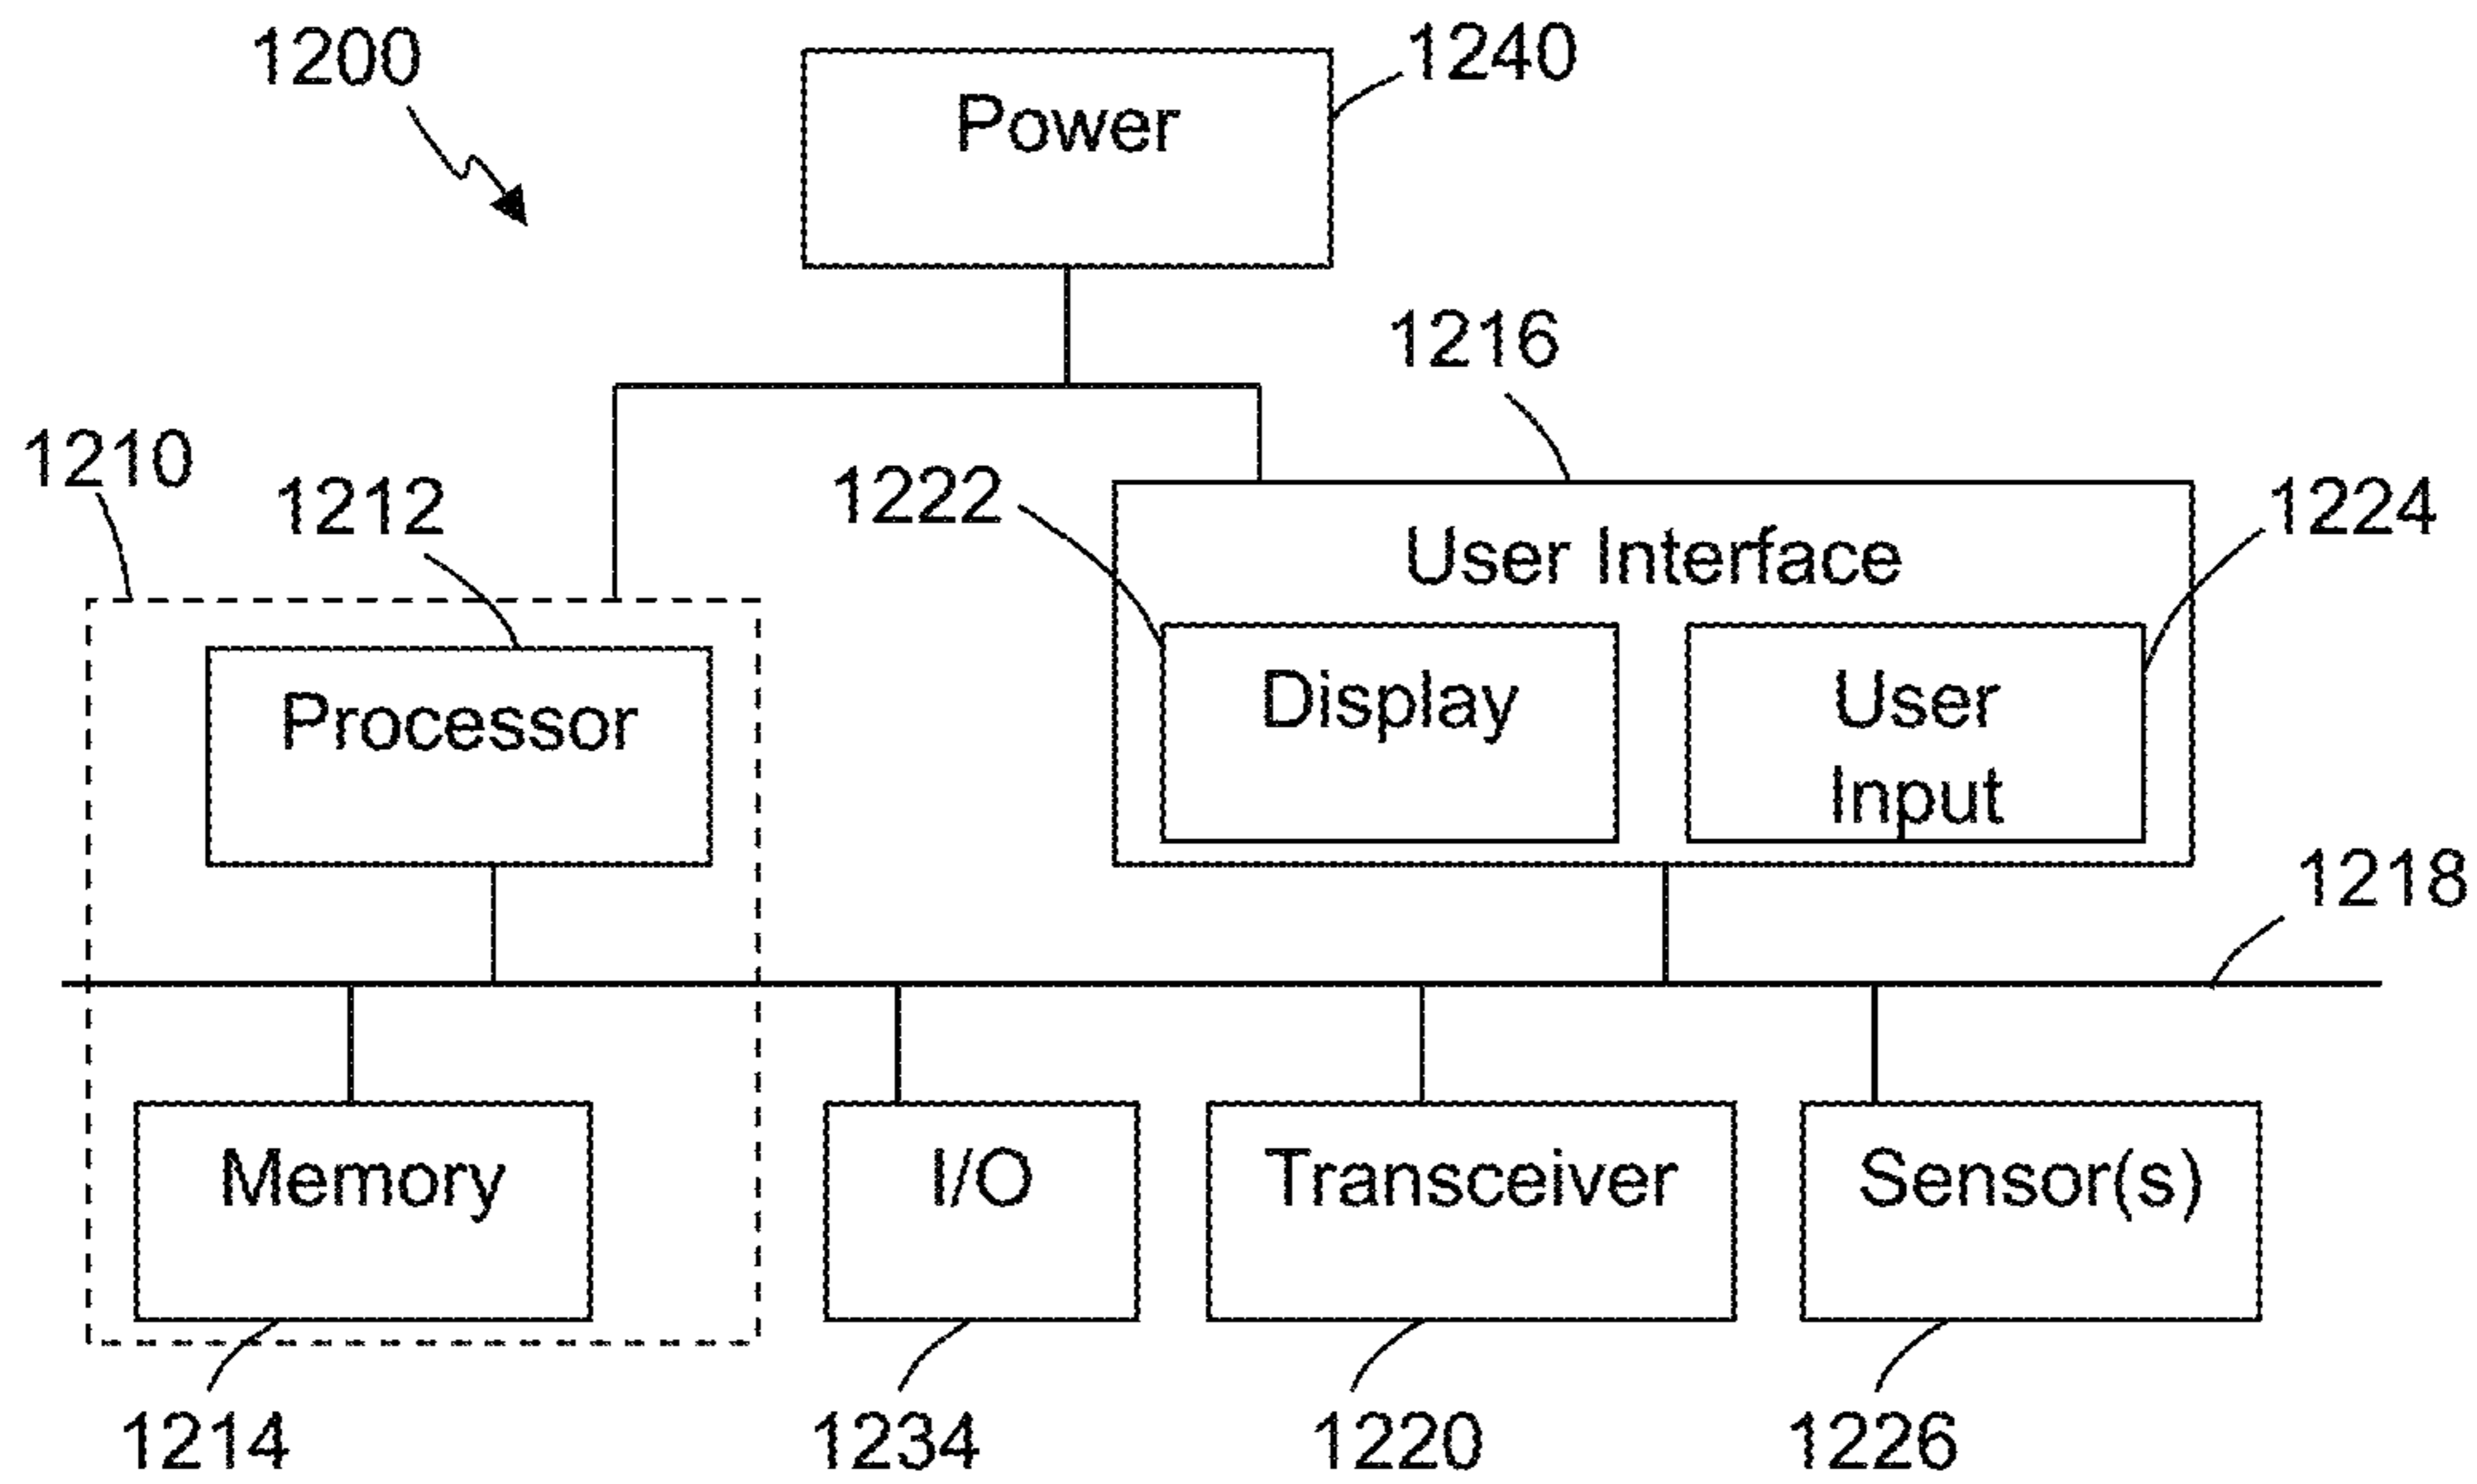 1200
Power
1240
1216
1210
1212
1222
User Interface
1224
Processor
Display
User
Input
1218
Memory
I/O
Transceiver
Sensor(s)
1214
1234
1220
1226